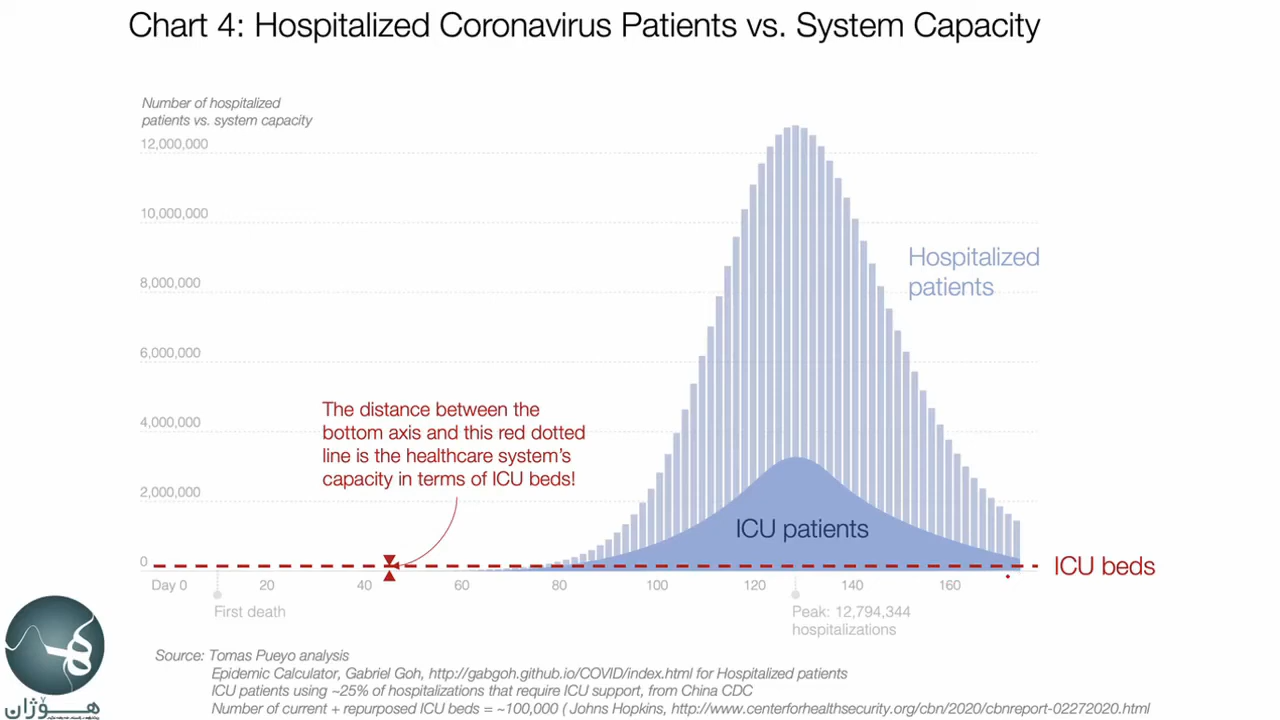 Chart 4: Hospitalized Coronavirus Patients vs. System Capacity
Number of hospitalized
patients vs. system capacity
12,000,000
10,000,000
8,000,000
6,000,000
4,000,000
2,000,000
0
Hospitalized
patients
The distance between the
bottom axis and this red dotted
line is the healthcare system's
capacity in terms of ICU beds!
ICU patients
ICU beds
Day 0 20 40 60 80 100 120 140 160
First death
Peak: 12,794,344
hospitalizations
Source: Tomas Pueyo analysis
Epidemic Calculator, Gabriel Goh, http://gabgoh.github.io/COVID/index.html for Hospitalized patients
ICU patients using ~25% of hospitalizations that require ICU support, from China CDC
Number of current + repurposed ICU beds = ~100,000 ( Johns Hopkins, http://www.centerforhealthsecurity.org/cbn/2020/cbnreport-02272020.html
هۆژان